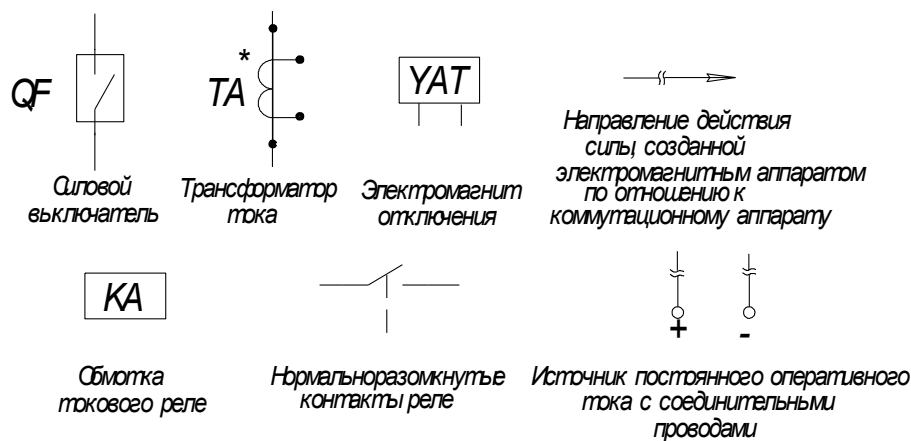 QF
TA
*
YAT
Силовой
выключатель
Трансформатор
тока
Электромагнит
отключения
Направление действия
силы, созданной
электромагнитным аппаратом
по отношению к
коммутационному аппарату
KA
+
-
Обмотка
токового реле
Нормальноразомкнутые
контакты реле
Источник постоянного оперативного
тока с соединительными
проводами